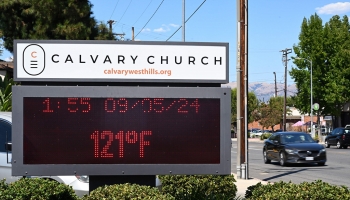 CALVARY CHURCH
calvarywesthills.org
1:55 09/05/24
121°F